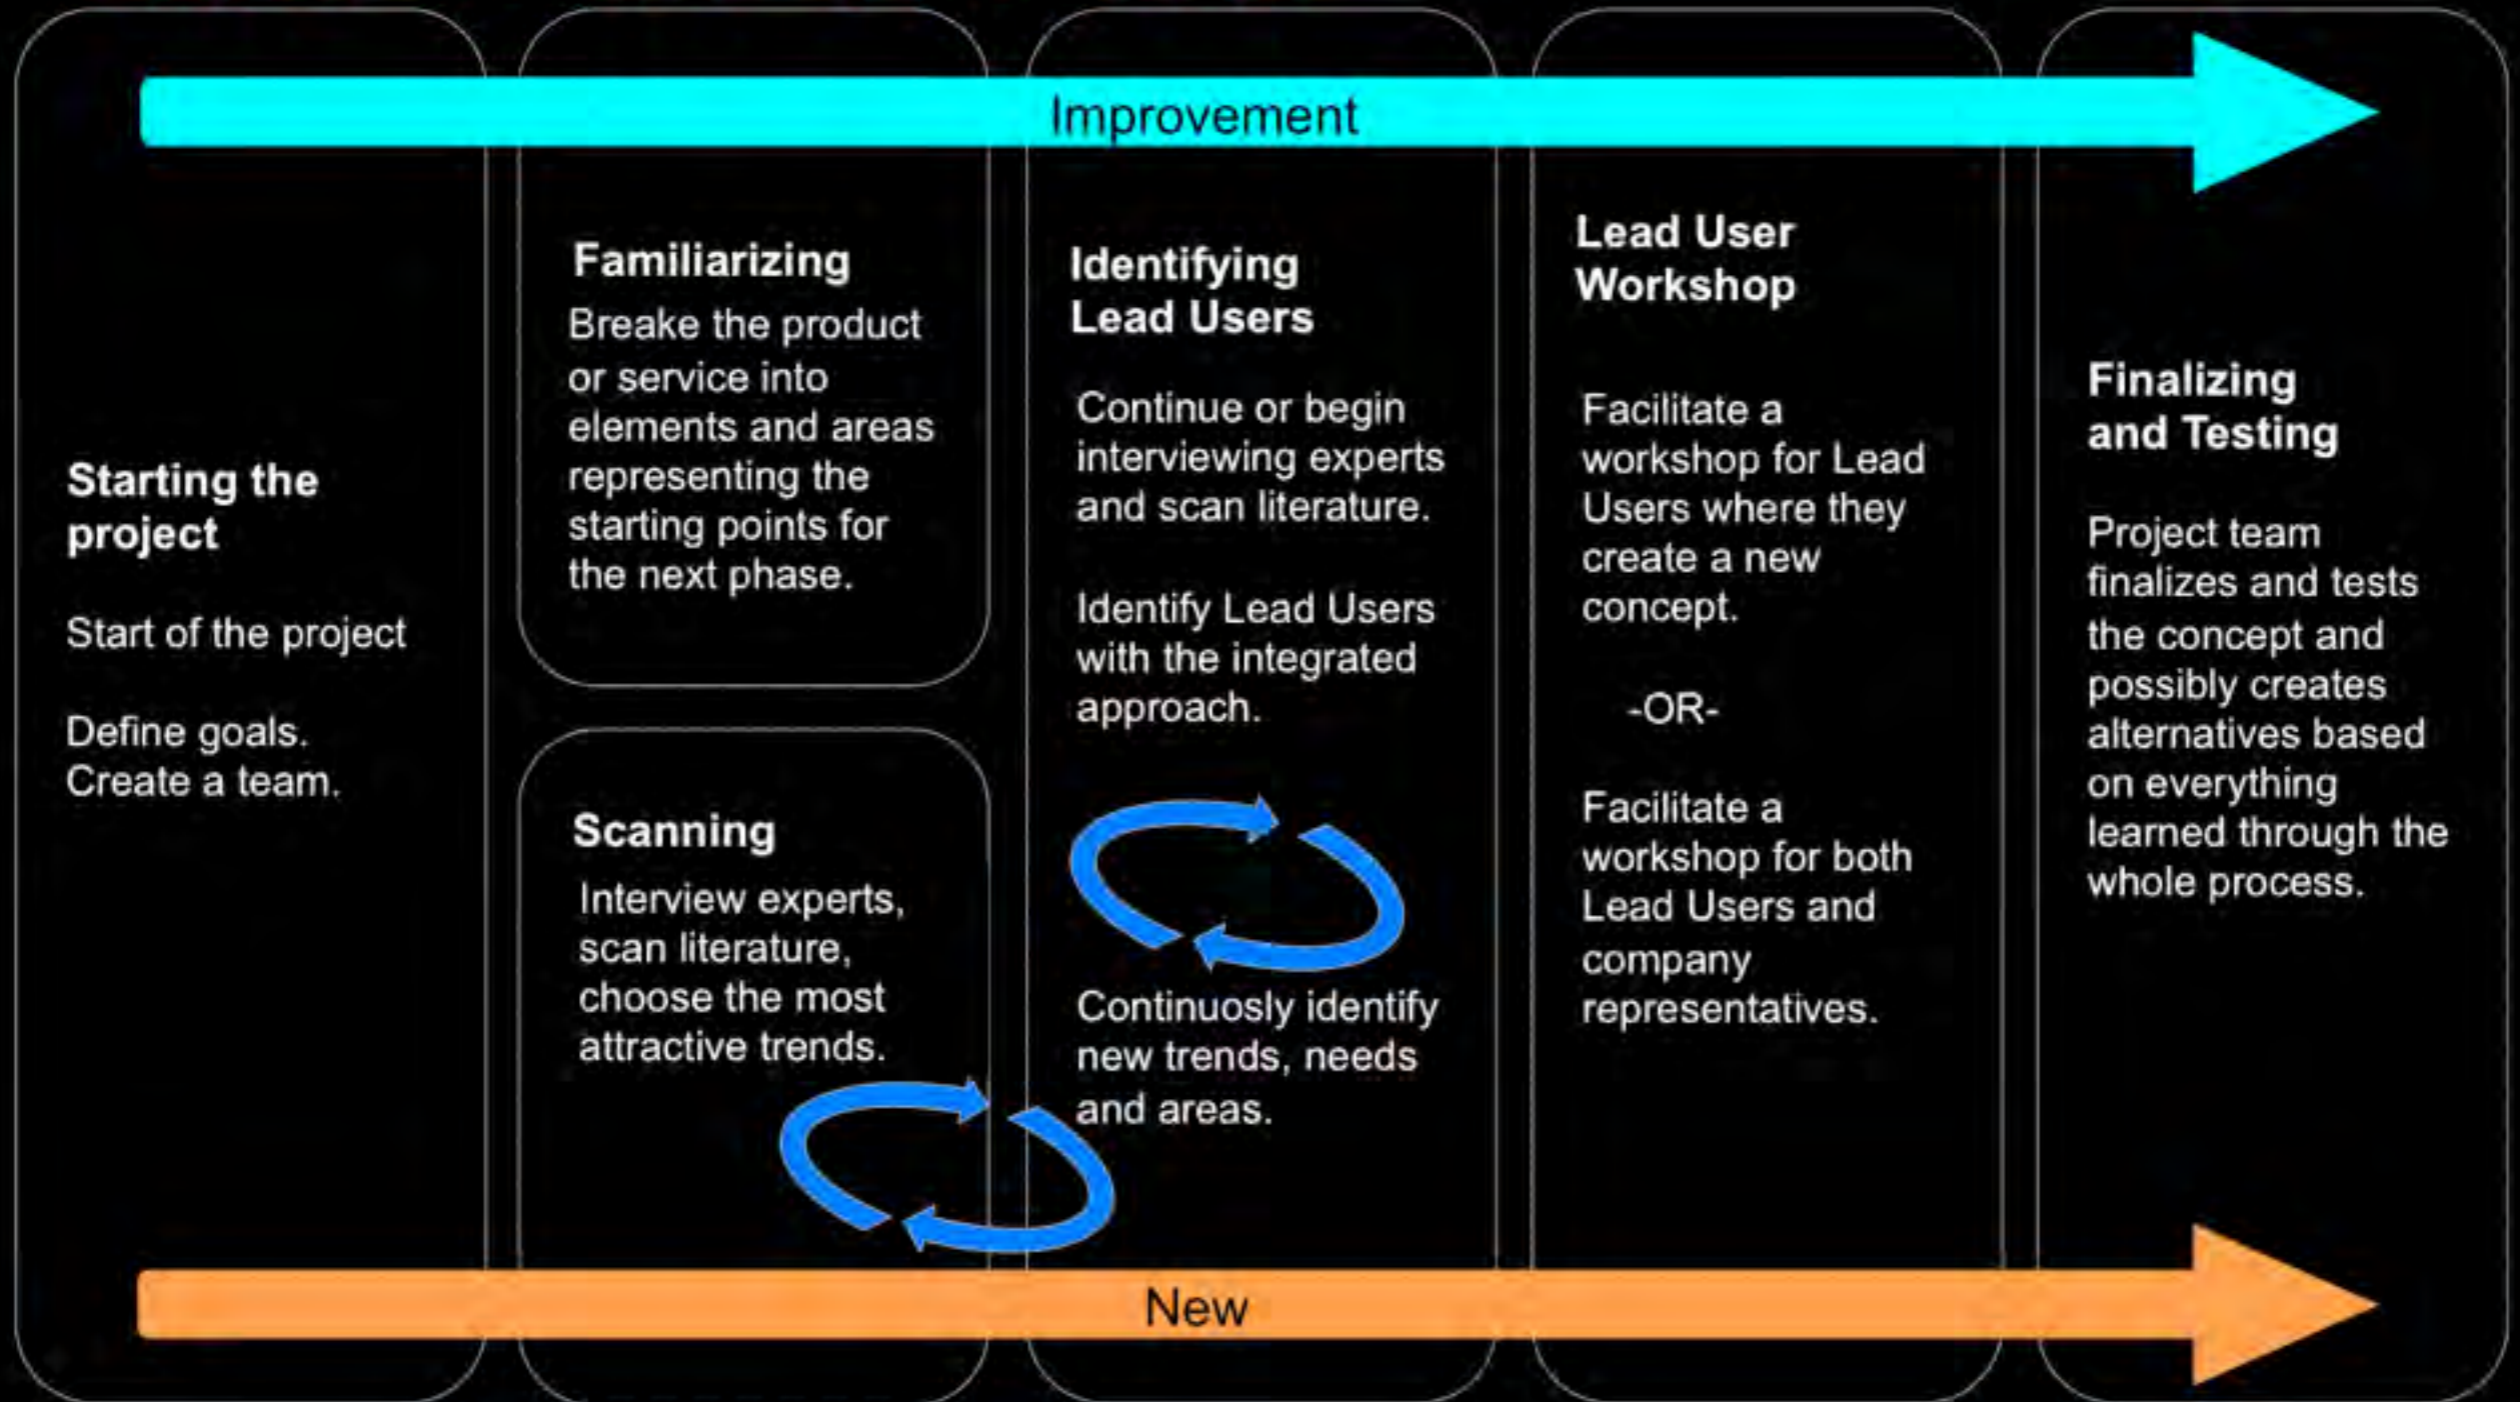 Improvement
Starting the
project
Start of the project
Define goals.
Create a team.
Familiarizing
Breake the product
or service into
elements and areas
representing the
starting points for
the next phase.
Scanning
Interview experts,
scan literature,
choose the most
attractive trends.
Identifying
Lead Users
Continue or begin
interviewing experts
and scan literature.
Identify Lead Users
with the integrated
approach.
Continuosly identify
new trends, needs
and areas.
Lead User
Workshop
Facilitate a
workshop for Lead
Users where they
create a new
concept.
-OR-
Facilitate a
workshop for both
Lead Users and
company
representatives.
Finalizing
and Testing
Project team
finalizes and tests
the concept and
possibly creates
alternatives based
on everything
learned through the
whole process.
New